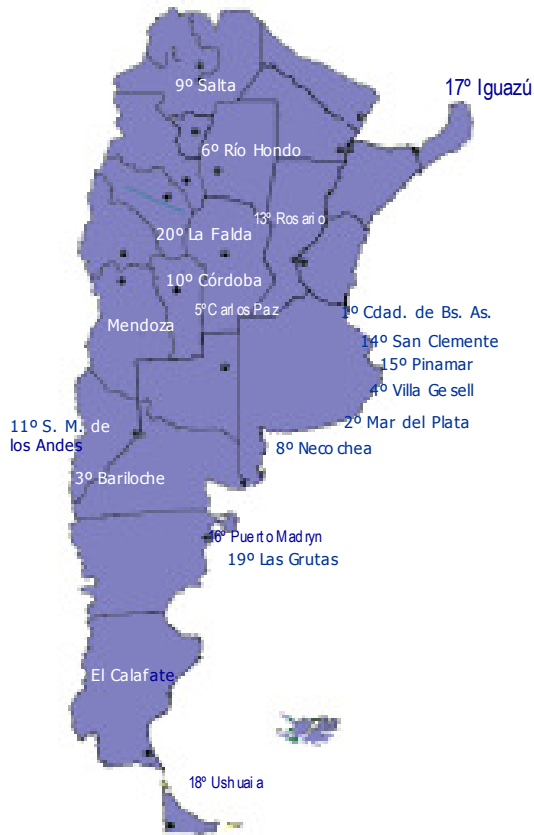 9º Salta
17º Iguazú
6º Río Hondo
13º Rosario
20º La Falda
10º Córdoba
5º Carlos Paz
1º Cdad. de Bs. As.
Mendoza
14º San Clemente
15º Pinamar
4º Villa Gesell
11º S. M. de
los Andes
2º Mar del Plata
8º Necochea
3º Bariloche
16º Puerto Madryn
19º Las Grutas
El Calafate
18º Ushuaia